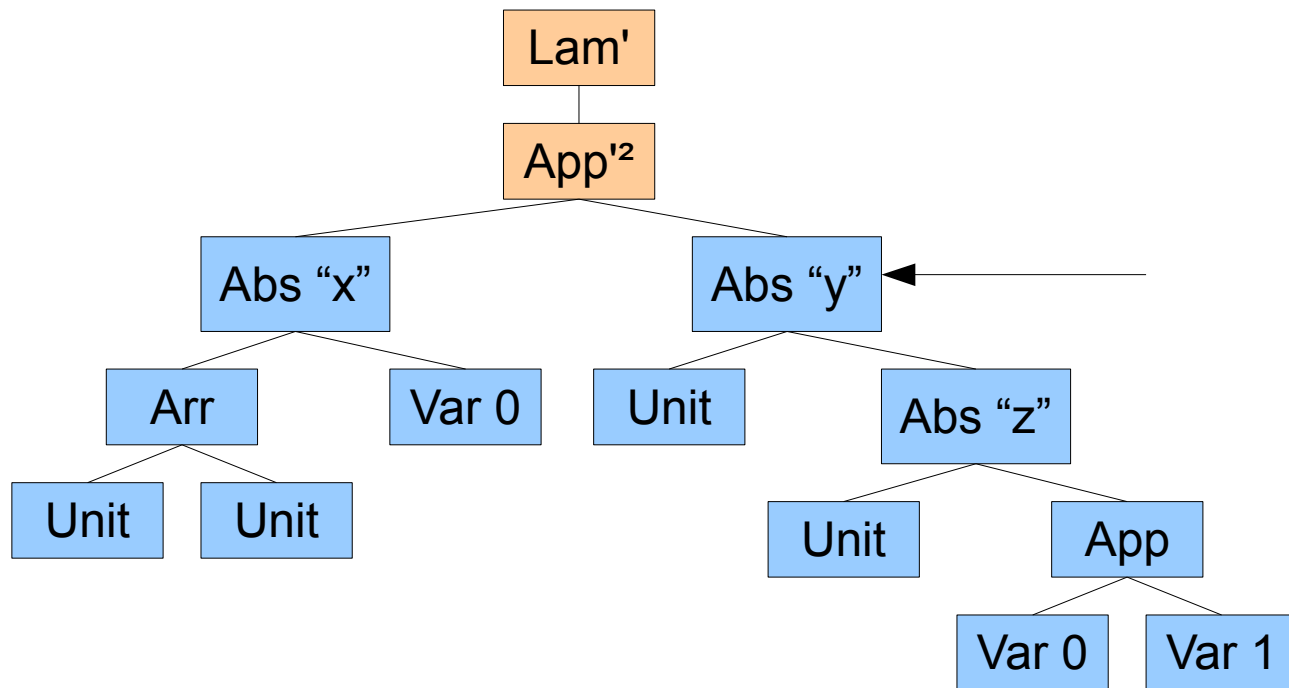 Lam'
App'²
Abs “x”
Abs “y”
Arr
Var 0
Unit
Abs “z”
Unit
Unit
Unit
App
Var 0
Var 1